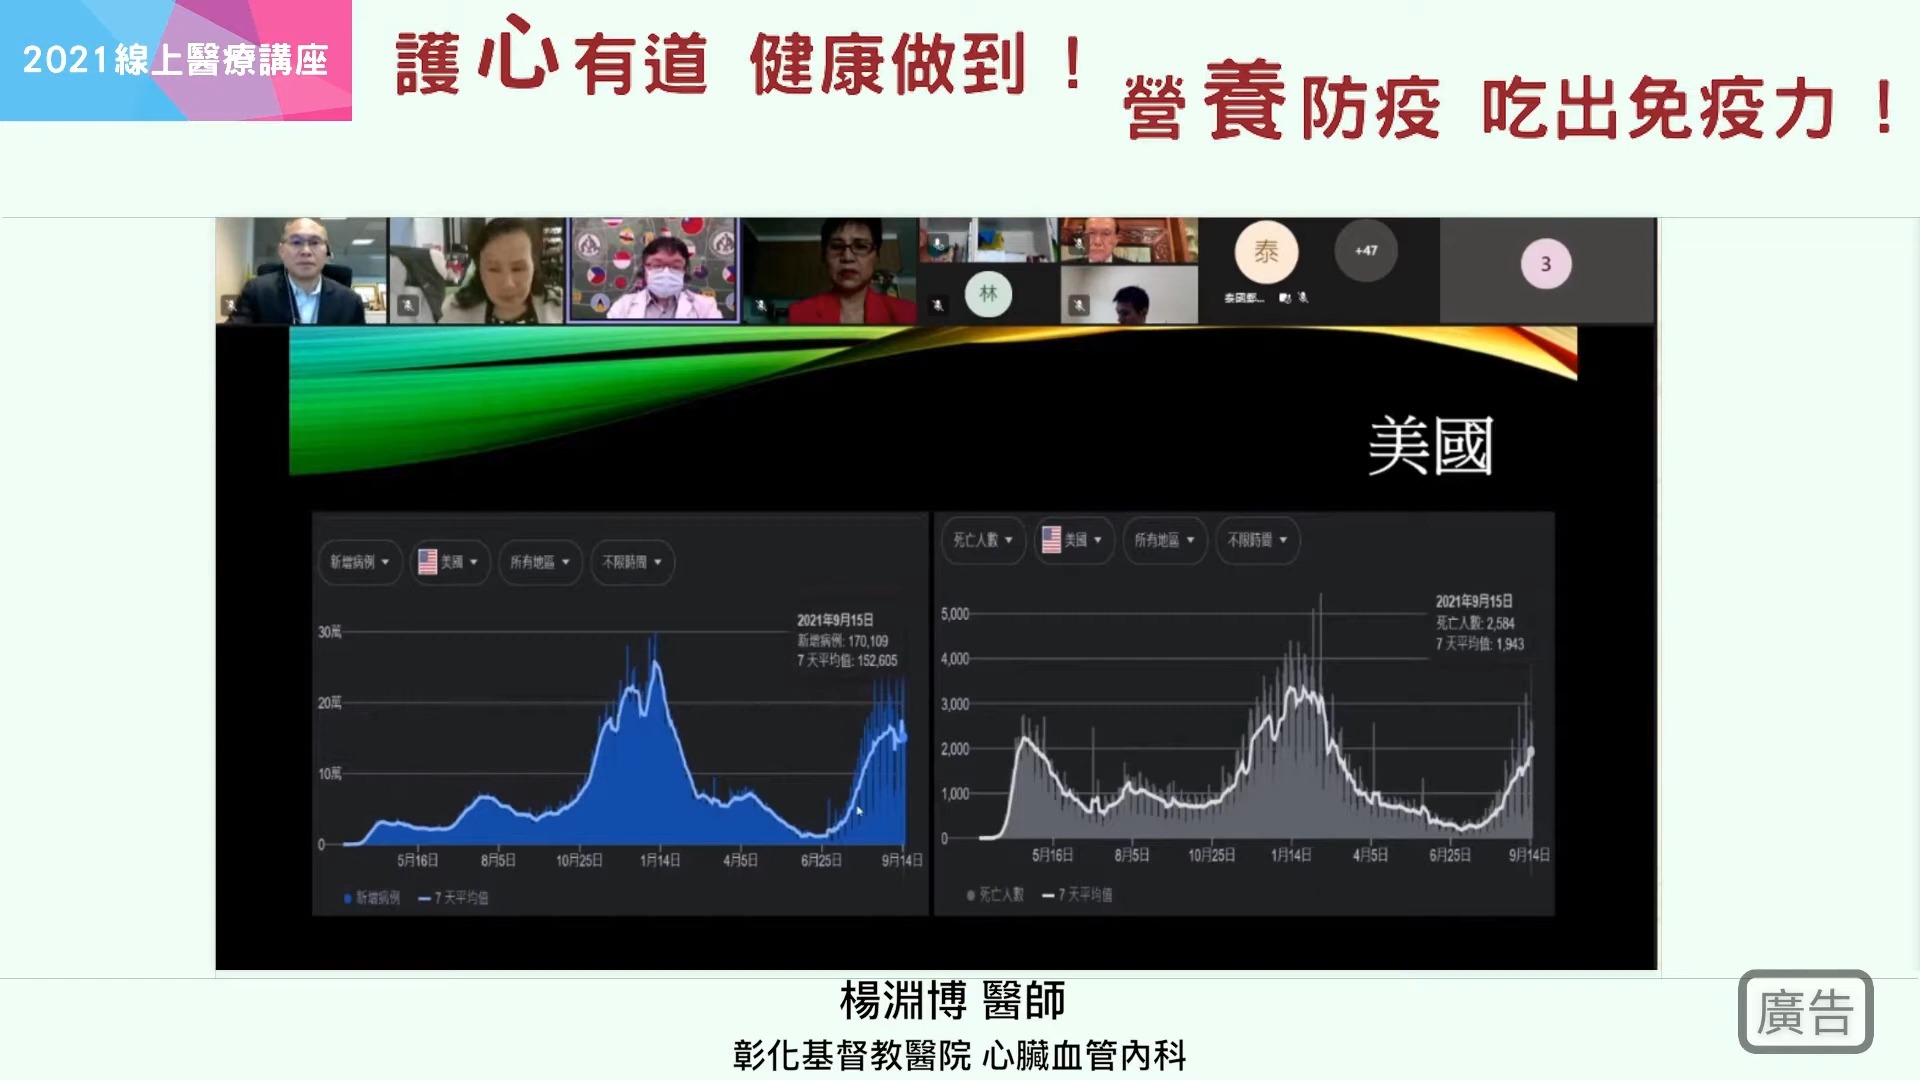 2021線上醫療講座
護心有道 健康做到！
營養防疫 吃出免疫力！
林
泰
+47
3
美國
新增病例
美國
所有地區
不限時間
2021年9月15日
新增病例: 170,109
7 天平均值: 152,605
30萬
20萬
10萬
0
5月16日
8月5日
10月25日
1月14日
4月5日
6月25日
9月14日
新增病例
7 天平均值
死亡人數
美國
所有地區
不限時間
2021年9月15日
死亡人數: 2,584
7 天平均值: 1,943
5,000
4,000
3,000
2,000
1,000
0
5月16日
8月5日
10月25日
1月14日
4月5日
6月25日
9月14日
死亡人數
7 天平均值
楊淵博 醫師
彰化基督教醫院 心臟血管內科
廣告